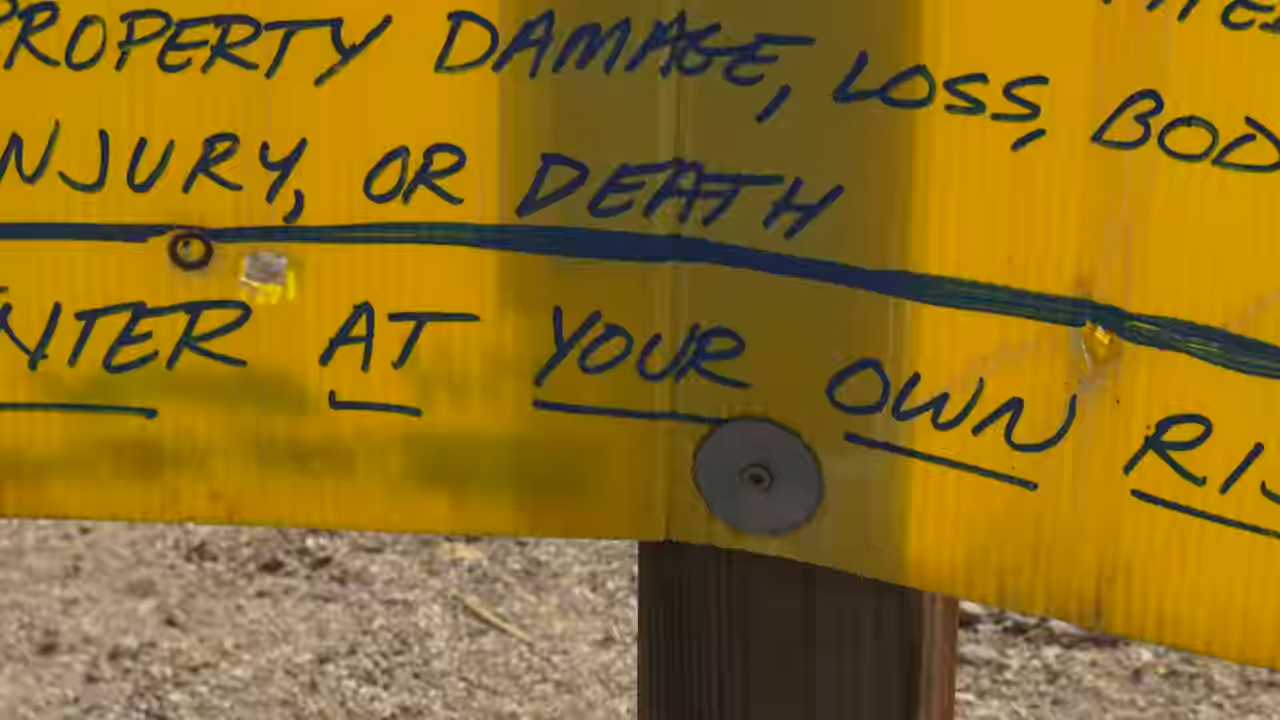 PROPERTY DAMAGE, LOSS, BOD
NJURY, OR DEATH
NTER AT YOUR OWN RIS